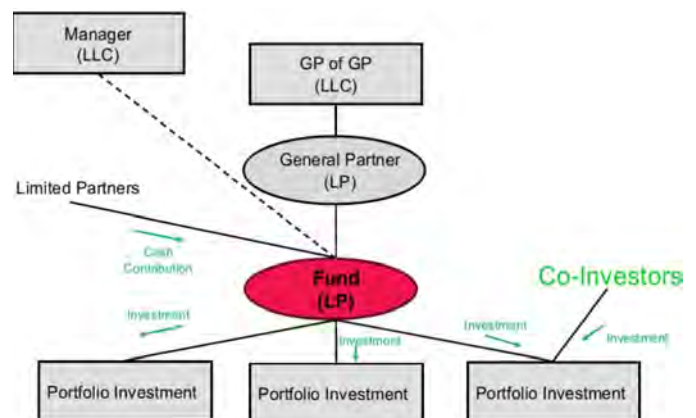 Manager
(LLC)
GP of GP
(LLC)
General Partner
(LP)
Limited Partners
Cash
Contribution
Fund
(LP)
Co-Investors
Investment
Investment
Investment
Investment
Portfolio Investment
Portfolio Investment
Portfolio Investment